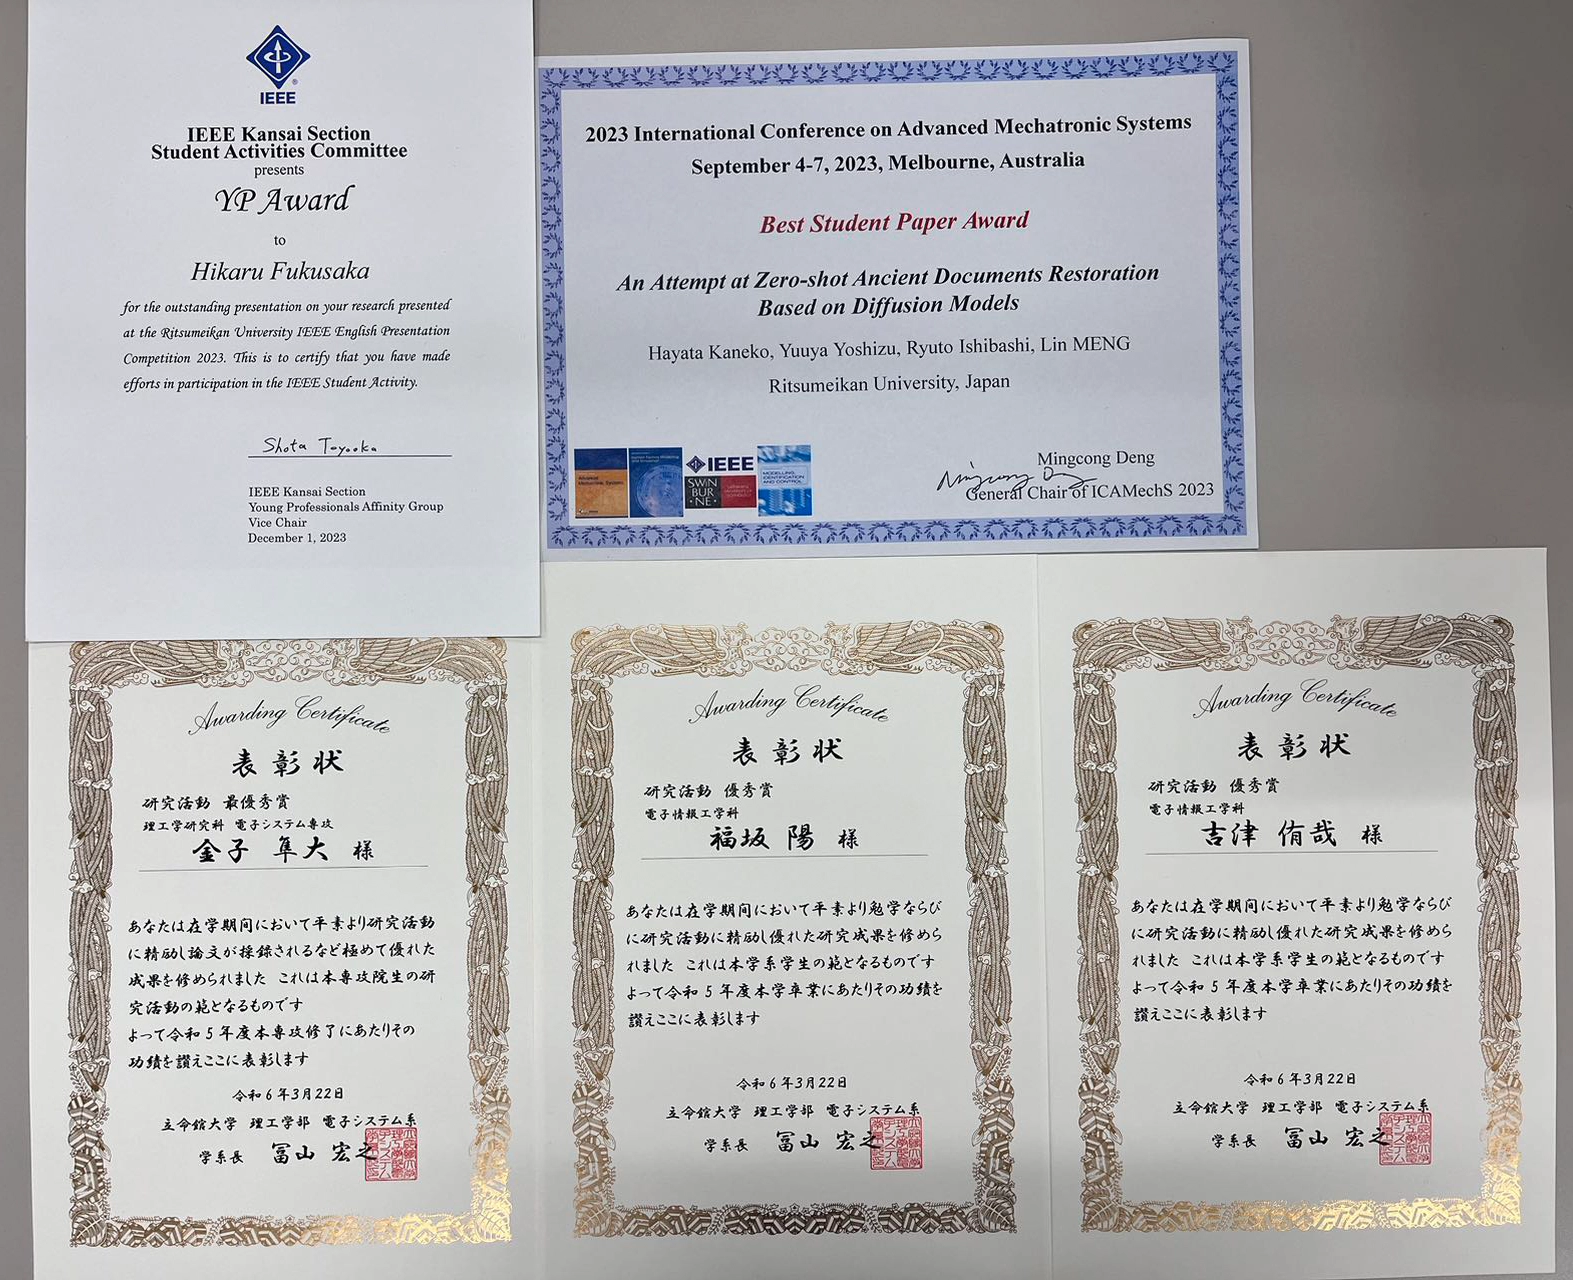 IEEE
IEEE Kansai Section
Student Activities Committee
presents
YP Award
to
Hikaru Fukusaka
for the outstanding presentation on your research presented
at the Ritsumeikan University IEEE English Presentation
Competition 2023. This is to certify that you have made
efforts in participation in the IEEE Student Activity.
Shota Toyooka
IEEE Kansai Section
Young Professionals Affinity Group
Vice Chair
December 1, 2023
2023 International Conference on Advanced Mechatronic Systems
September 4-7, 2023, Melbourne, Australia
Best Student Paper Award
An Attempt at Zero-shot Ancient Documents Restoration
Based on Diffusion Models
Hayata Kaneko, Yuuya Yoshizu, Ryuto Ishibashi, Lin MENG
Ritsumeikan University, Japan
IEEE
SWIN
BUR
NE
MODELLING,
IDENTIFICATION
AND CONTROL
Mingcong Deng
General Chair of ICAMechS 2023
Awarding Certificate
表彰状
研究活動 最優秀賞
理工学研究科 電子システム専攻
金子 隼大 様
あなたは在学期间において平素より研究活動
に精励し論文が採録されるなど極めて優れた
成果を修められました これは本専攻院生の研
究活動の範となるものです
よって令和5年度本専攻修了にあたりその
功績を讃えここに表彰します
令和6年3月22日
立命館大学 理工学部 電子システム系
学系長 冨山 宏之
Awarding Certificate
表彰状
研究活動 優秀賞
電子情報工学科
福坂 陽 様
あなたは在学期间において平素より勉学ならび
に研究活動に精励し優れた研究成果を修めら
れました これは本学系学生の範となるものです
よって令和5年度本学卒業にあたりその功績を
讃えここに表彰します
令和6年3月22日
立命館大学 理工学部 電子システム系
学系長 冨山 宏之
Awarding Certificate
表彰状
研究活動 優秀賞
電子情報工学科
吉津 侑哉 様
あなたは在学期间において平素より勉学ならび
に研究活動に精励し優れた研究成果を修めら
れました これは本学系学生の範となるものです
よって令和5年度本学卒業にあたりその功績を
讃えここに表彰します
令和6年3月22日
立命館大学 理工学部 電子システム系
学系長 冨山 宏之